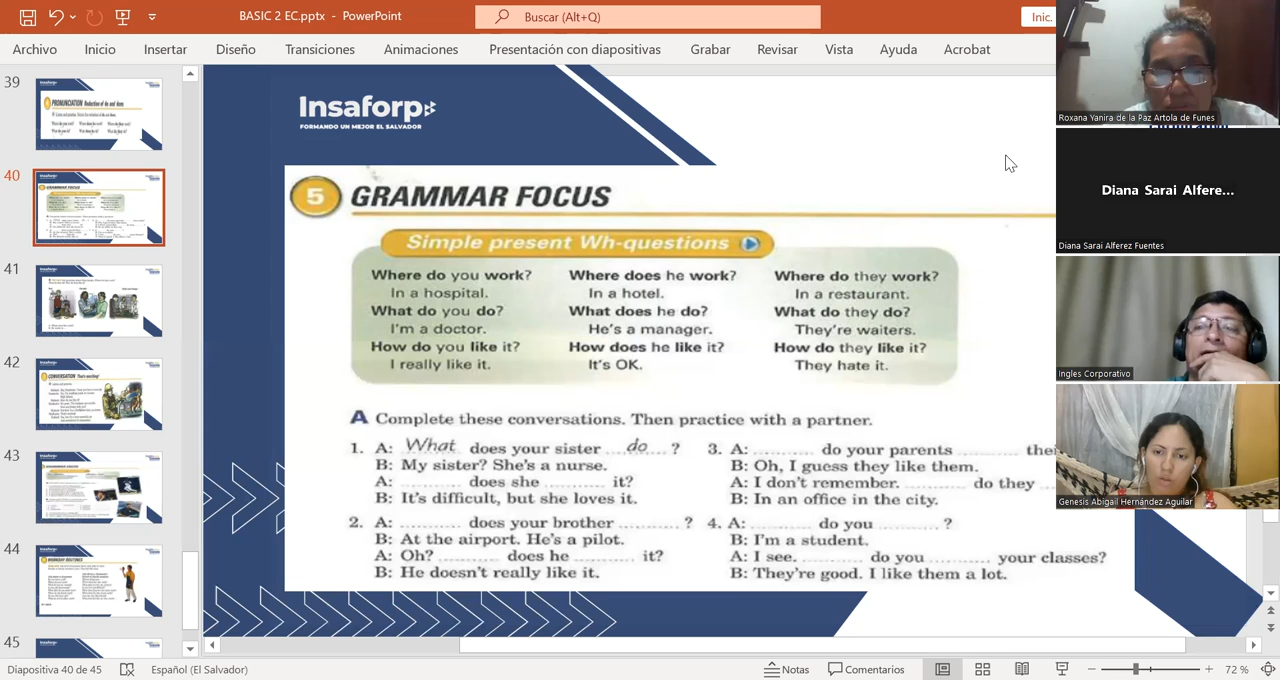 BASIC 2 EC.pptx - PowerPoint
Buscar (Alt+Q)
Inic.
Archivo Inicio Insertar Diseño Transiciones Animaciones Presentación con diapositivas Grabar Revisar Vista Ayuda Acrobat
39
40
41
42
43
44
45
Insaforp
FORMANDO UN MEJOR EL SALVADOR
5 GRAMMAR FOCUS
Simple present Wh-questions
Where do you work? Where does he work? Where do they work?
In a hospital. In a hotel. In a restaurant.
What do you do? What does he do? What do they do?
I'm a doctor. He's a manager. They're waiters.
How do you like it? How does he like it? How do they like it?
I really like it. It's OK. They hate it.
A Complete these conversations. Then practice with a partner.
1. A: What does your sister do ?
B: My sister? She's a nurse.
A: .......... does she .......... it?
B: It's difficult, but she loves it.
2. A: .......... does your brother .......... ?
B: At the airport. He's a pilot.
A: Oh? .......... does he .......... it?
B: He doesn't really like it.
3. A: .......... do your parents ..........
B: Oh, I guess they like them.
A: I don't remember. .......... do they
B: In an office in the city.
4. A: .......... do you .......... ?
B: I'm a student.
A: I see. .......... do you .......... your classes?
B: They're good. I like them a lot.
Roxana Yanira de la Paz Artola de Funes
Diana Sarai Alfere...
Diana Sarai Alferez Fuentes
Ingles Corporativo
Genesis Abigail Hernández Aguilar
Diapositiva 40 de 45 Español (El Salvador) Notas Comentarios 72 %